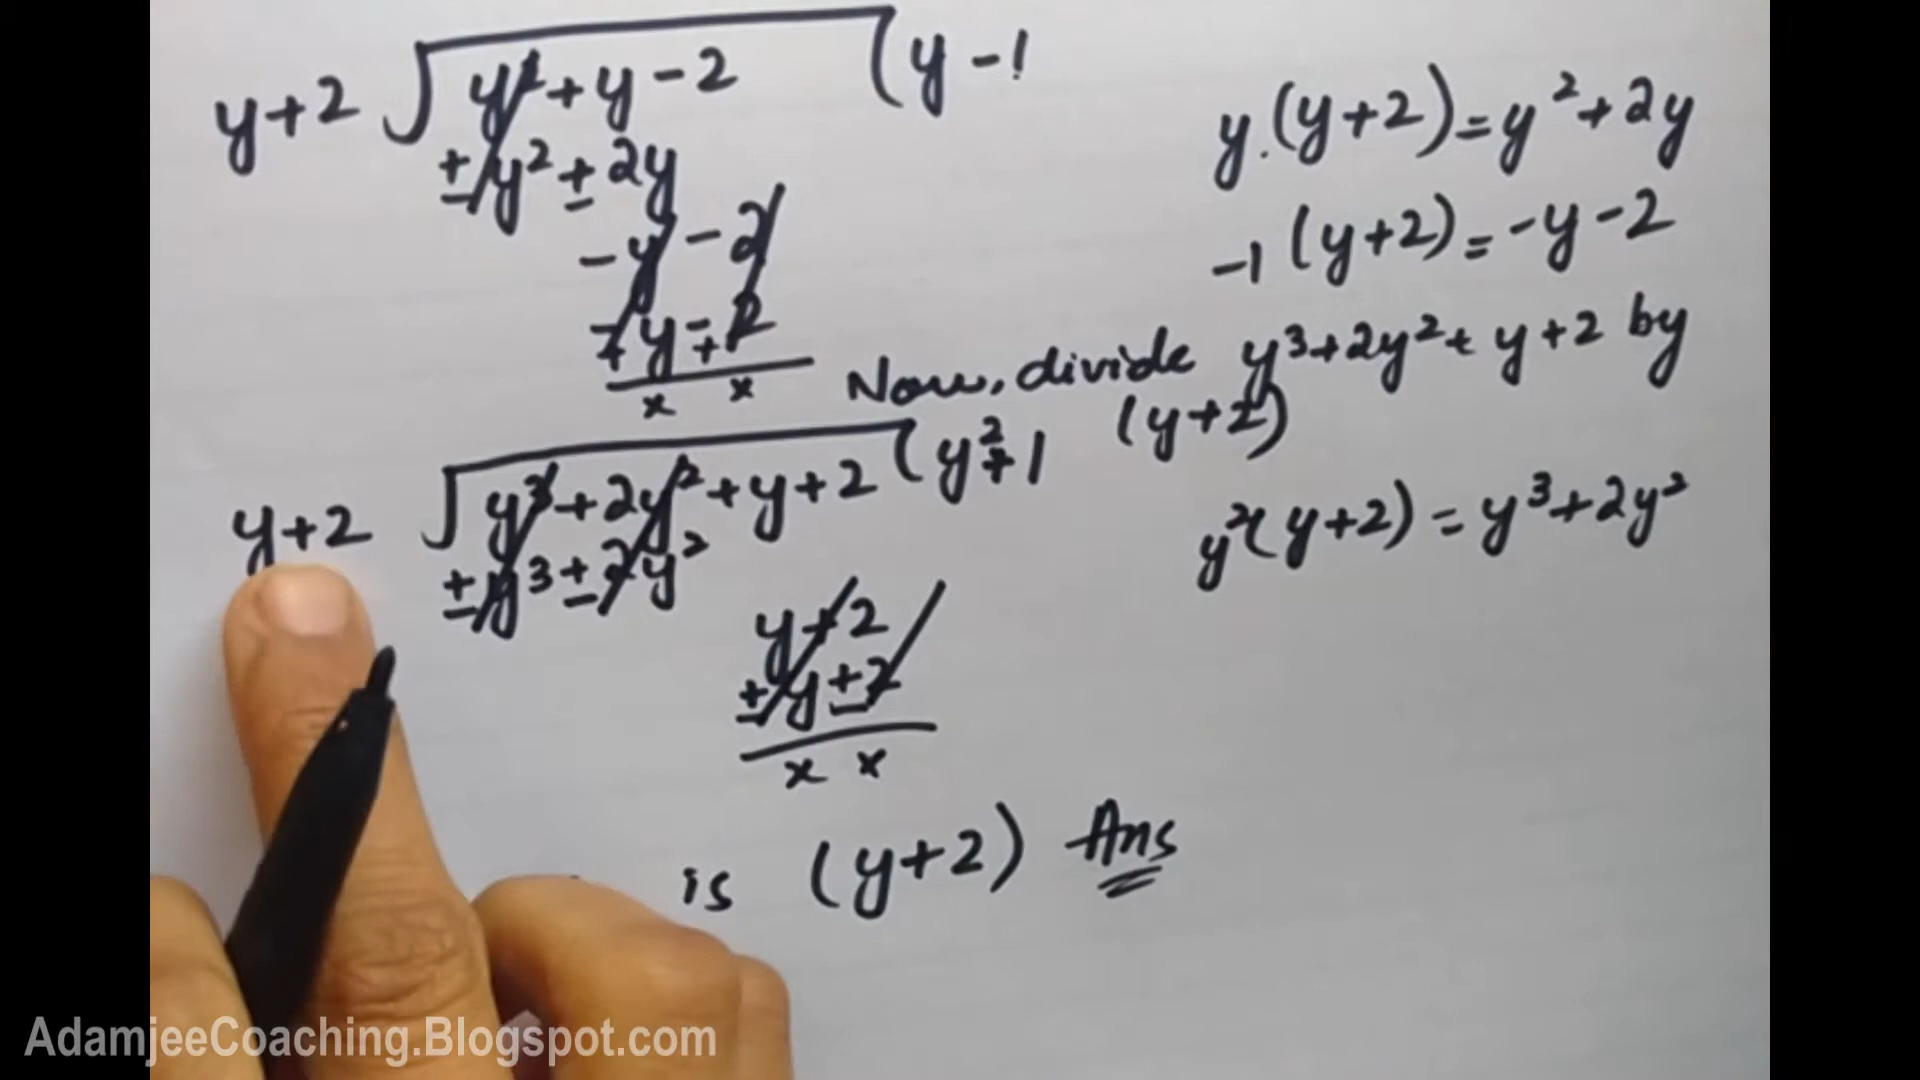 y+2 √ y²+y-2 ( y-1
± y² ± 2y
-y -2
∓ y ∓ 2
x x
y.(y+2)=y²+2y
-1 (y+2)=-y-2
Now, divide y³+2y²+ y+2 by
(y+2)
y+2 √ y³+2y²+y+2 ( y²+1
± y³ ± 2y²
y+2
± y ± 2
x x
y²(y+2)=y³+2y²
is (y+2) Ans
AdamjeeCoaching.Blogspot.com